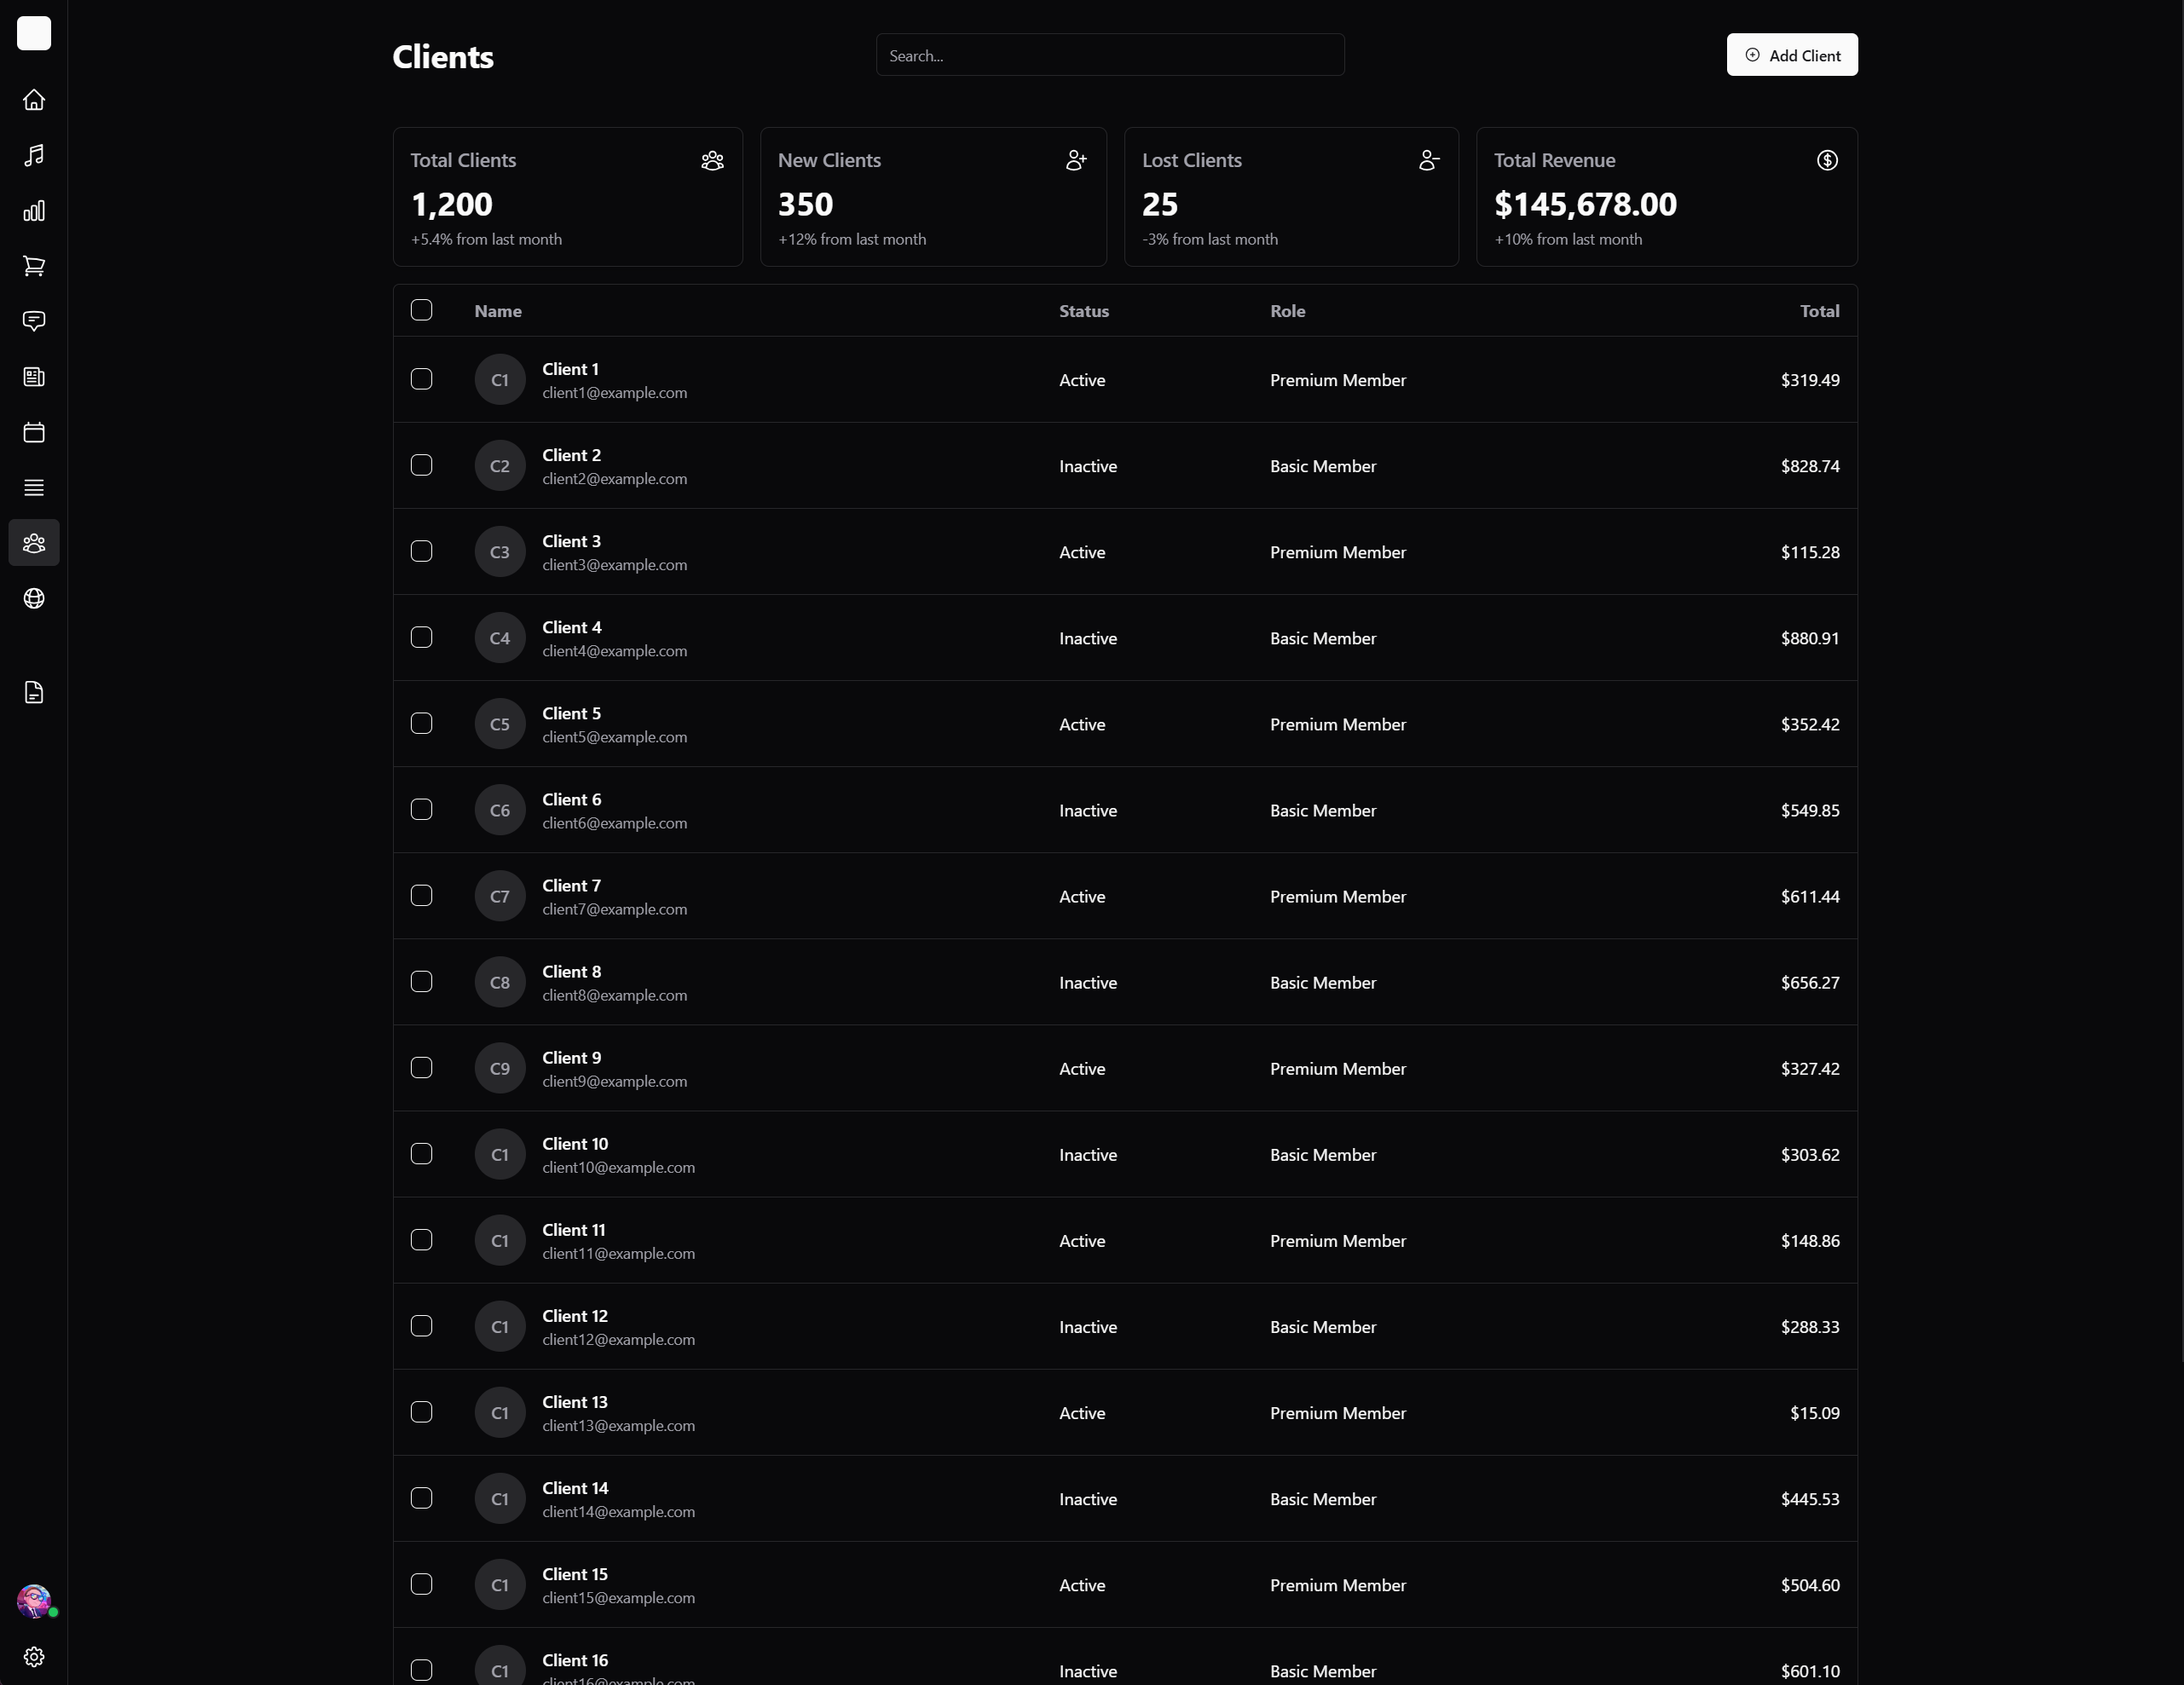 Clients
Search...
Add Client
Total Clients
1,200
+5.4% from last month
New Clients
350
+12% from last month
Lost Clients
25
-3% from last month
Total Revenue
$145,678.00
+10% from last month
Name Status Role Total
C1 Client 1 Active Premium Member $319.49
client1@example.com
C2 Client 2 Inactive Basic Member $828.74
client2@example.com
C3 Client 3 Active Premium Member $115.28
client3@example.com
C4 Client 4 Inactive Basic Member $880.91
client4@example.com
C5 Client 5 Active Premium Member $352.42
client5@example.com
C6 Client 6 Inactive Basic Member $549.85
client6@example.com
C7 Client 7 Active Premium Member $611.44
client7@example.com
C8 Client 8 Inactive Basic Member $656.27
client8@example.com
C9 Client 9 Active Premium Member $327.42
client9@example.com
C1 Client 10 Inactive Basic Member $303.62
client10@example.com
C1 Client 11 Active Premium Member $148.86
client11@example.com
C1 Client 12 Inactive Basic Member $288.33
client12@example.com
C1 Client 13 Active Premium Member $15.09
client13@example.com
C1 Client 14 Inactive Basic Member $445.53
client14@example.com
C1 Client 15 Active Premium Member $504.60
client15@example.com
C1 Client 16 Inactive Basic Member $601.10
client16@example.com